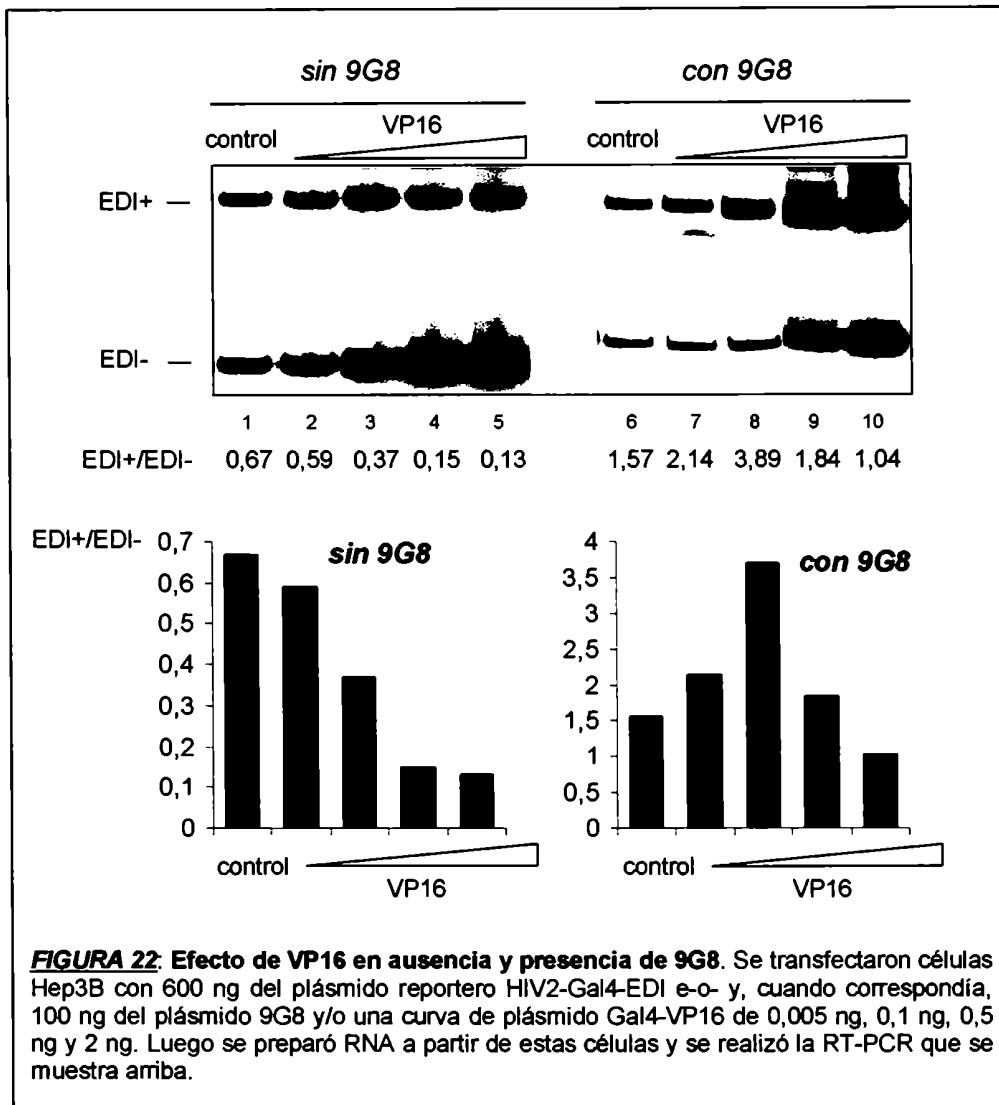 sin 9G8 con 9G8
control VP16 control VP16
EDI+
EDI-
1 2 3 4 5 6 7 8 9 10
EDI+/EDI- 0,67 0,59 0,37 0,15 0,13 1,57 2,14 3,89 1,84 1,04
EDI+/EDI-
sin 9G8
0,7
0,6
0,5
0,4
0,3
0,2
0,1
0
control
VP16
con 9G8
4
3,5
3
2,5
2
1,5
1
0,5
0
control
VP16
FIGURA 22: Efecto de VP16 en ausencia y presencia de 9G8. Se transfectaron células
Hep3B con 600 ng del plásmido reportero HIV2-Gal4-EDI e-o- y, cuando correspondía,
100 ng del plásmido 9G8 y/o una curva de plásmido Gal4-VP16 de 0,005 ng, 0,1 ng, 0,5
ng y 2 ng. Luego se preparó RNA a partir de estas células y se realizó la RT-PCR que se
muestra arriba.